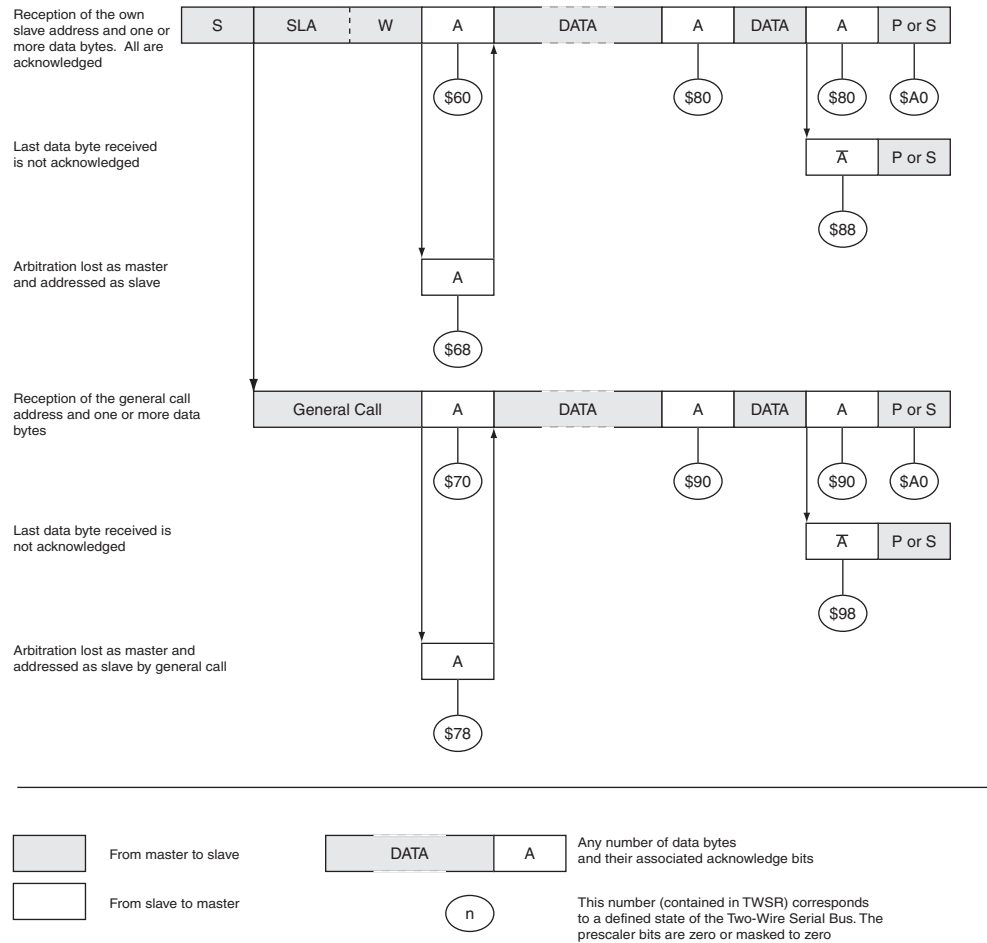 Reception of the own
slave address and one or
more data bytes. All are
acknowledged
S SLA W A DATA A DATA A P or S
$60 $80 $80 $A0
Last data byte received
is not acknowledged
A̅ P or S
$88
Arbitration lost as master
and addressed as slave
A
$68
Reception of the general call
address and one or more data
bytes
General Call A DATA A DATA A P or S
$70 $90 $90 $A0
Last data byte received is
not acknowledged
A̅ P or S
$98
Arbitration lost as master and
addressed as slave by general call
A
$78
From master to slave
DATA A
Any number of data bytes
and their associated acknowledge bits
From slave to master
n
This number (contained in TWSR) corresponds
to a defined state of the Two-Wire Serial Bus. The
prescaler bits are zero or masked to zero